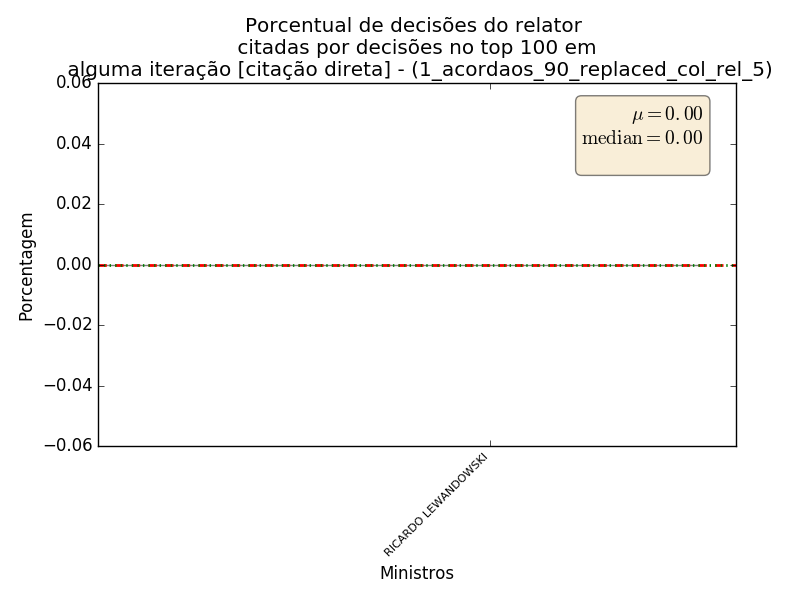 Porcentual de decisões do relator
citadas por decisões no top 100 em
alguma iteração [citação direta] - (1_acordaos_90_replaced_col_rel_5)
0.06
μ = 0.00
median = 0.00
0.04
0.02
0.00
−0.02
−0.04
−0.06
Porcentagem
RICARDO LEWANDOWSKI
Ministros